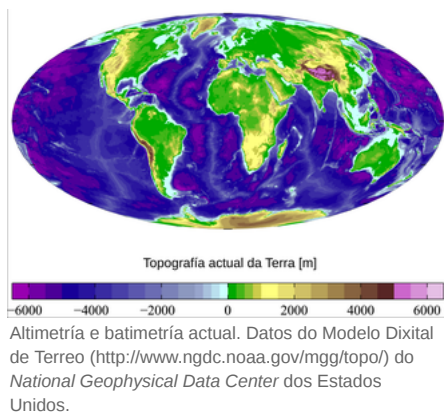 Topografía actual da Terra [m]
−6000 −4000 −2000 0 2000 4000 6000
Altimetría e batimetría actual. Datos do Modelo Dixital
de Terreo (http://www.ngdc.noaa.gov/mgg/topo/) do
National Geophysical Data Center dos Estados
Unidos.